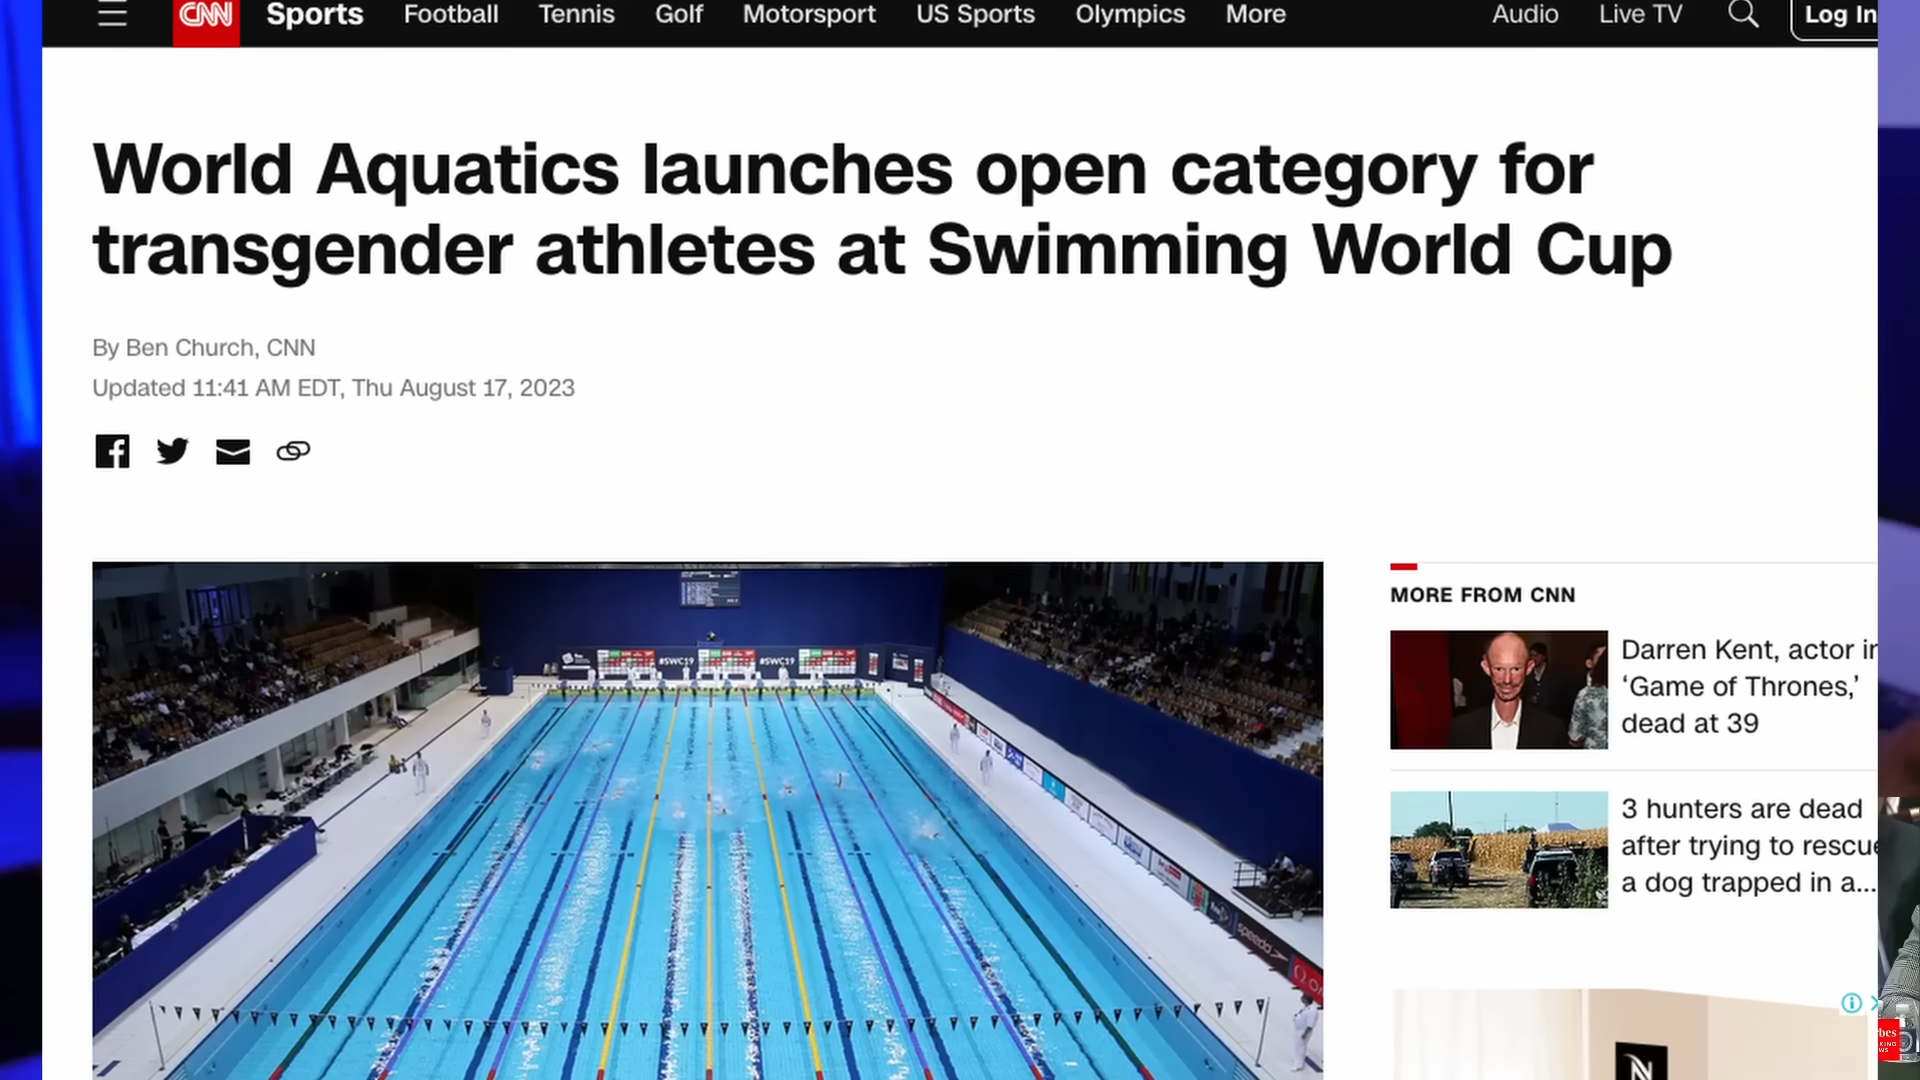 CNN Sports Football Tennis Golf Motorsport US Sports Olympics More Audio Live TV Log In
World Aquatics launches open category for
transgender athletes at Swimming World Cup
By Ben Church, CNN
Updated 11:41 AM EDT, Thu August 17, 2023
#SWC19 #SWC19
speedo
MORE FROM CNN
Darren Kent, actor in
‘Game of Thrones,’
dead at 39
3 hunters are dead
after trying to rescue
a dog trapped in a...
N